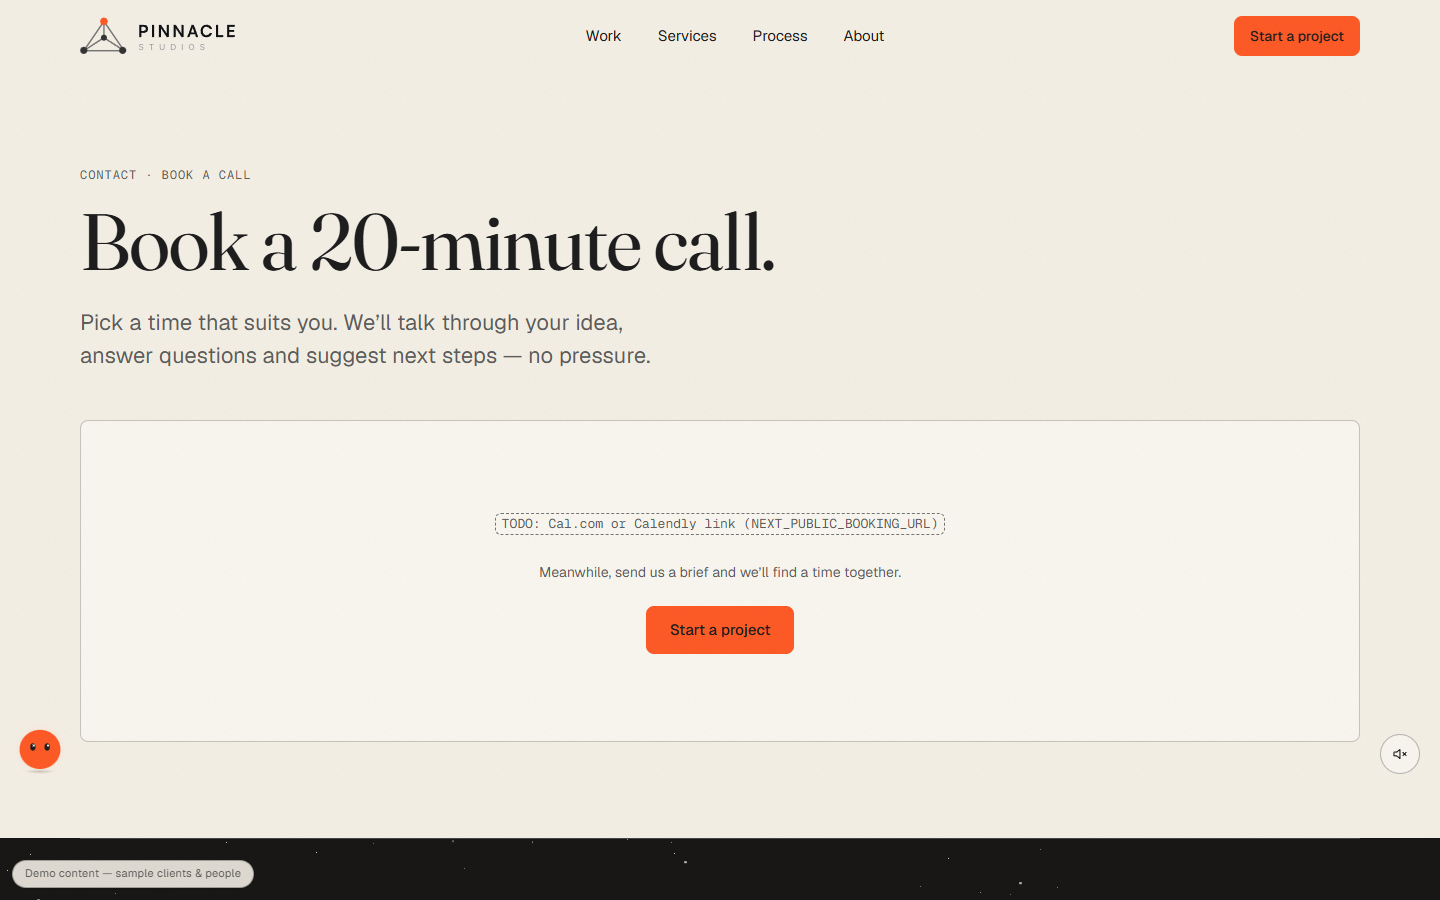 PINNACLE
STUDIOS
Work
Services
Process
About
Start a project
CONTACT · BOOK A CALL
Book a 20-minute call.
Pick a time that suits you. We’ll talk through your idea,
answer questions and suggest next steps — no pressure.
TODO: Cal.com or Calendly link (NEXT_PUBLIC_BOOKING_URL)
Meanwhile, send us a brief and we’ll find a time together.
Start a project
Demo content — sample clients & people